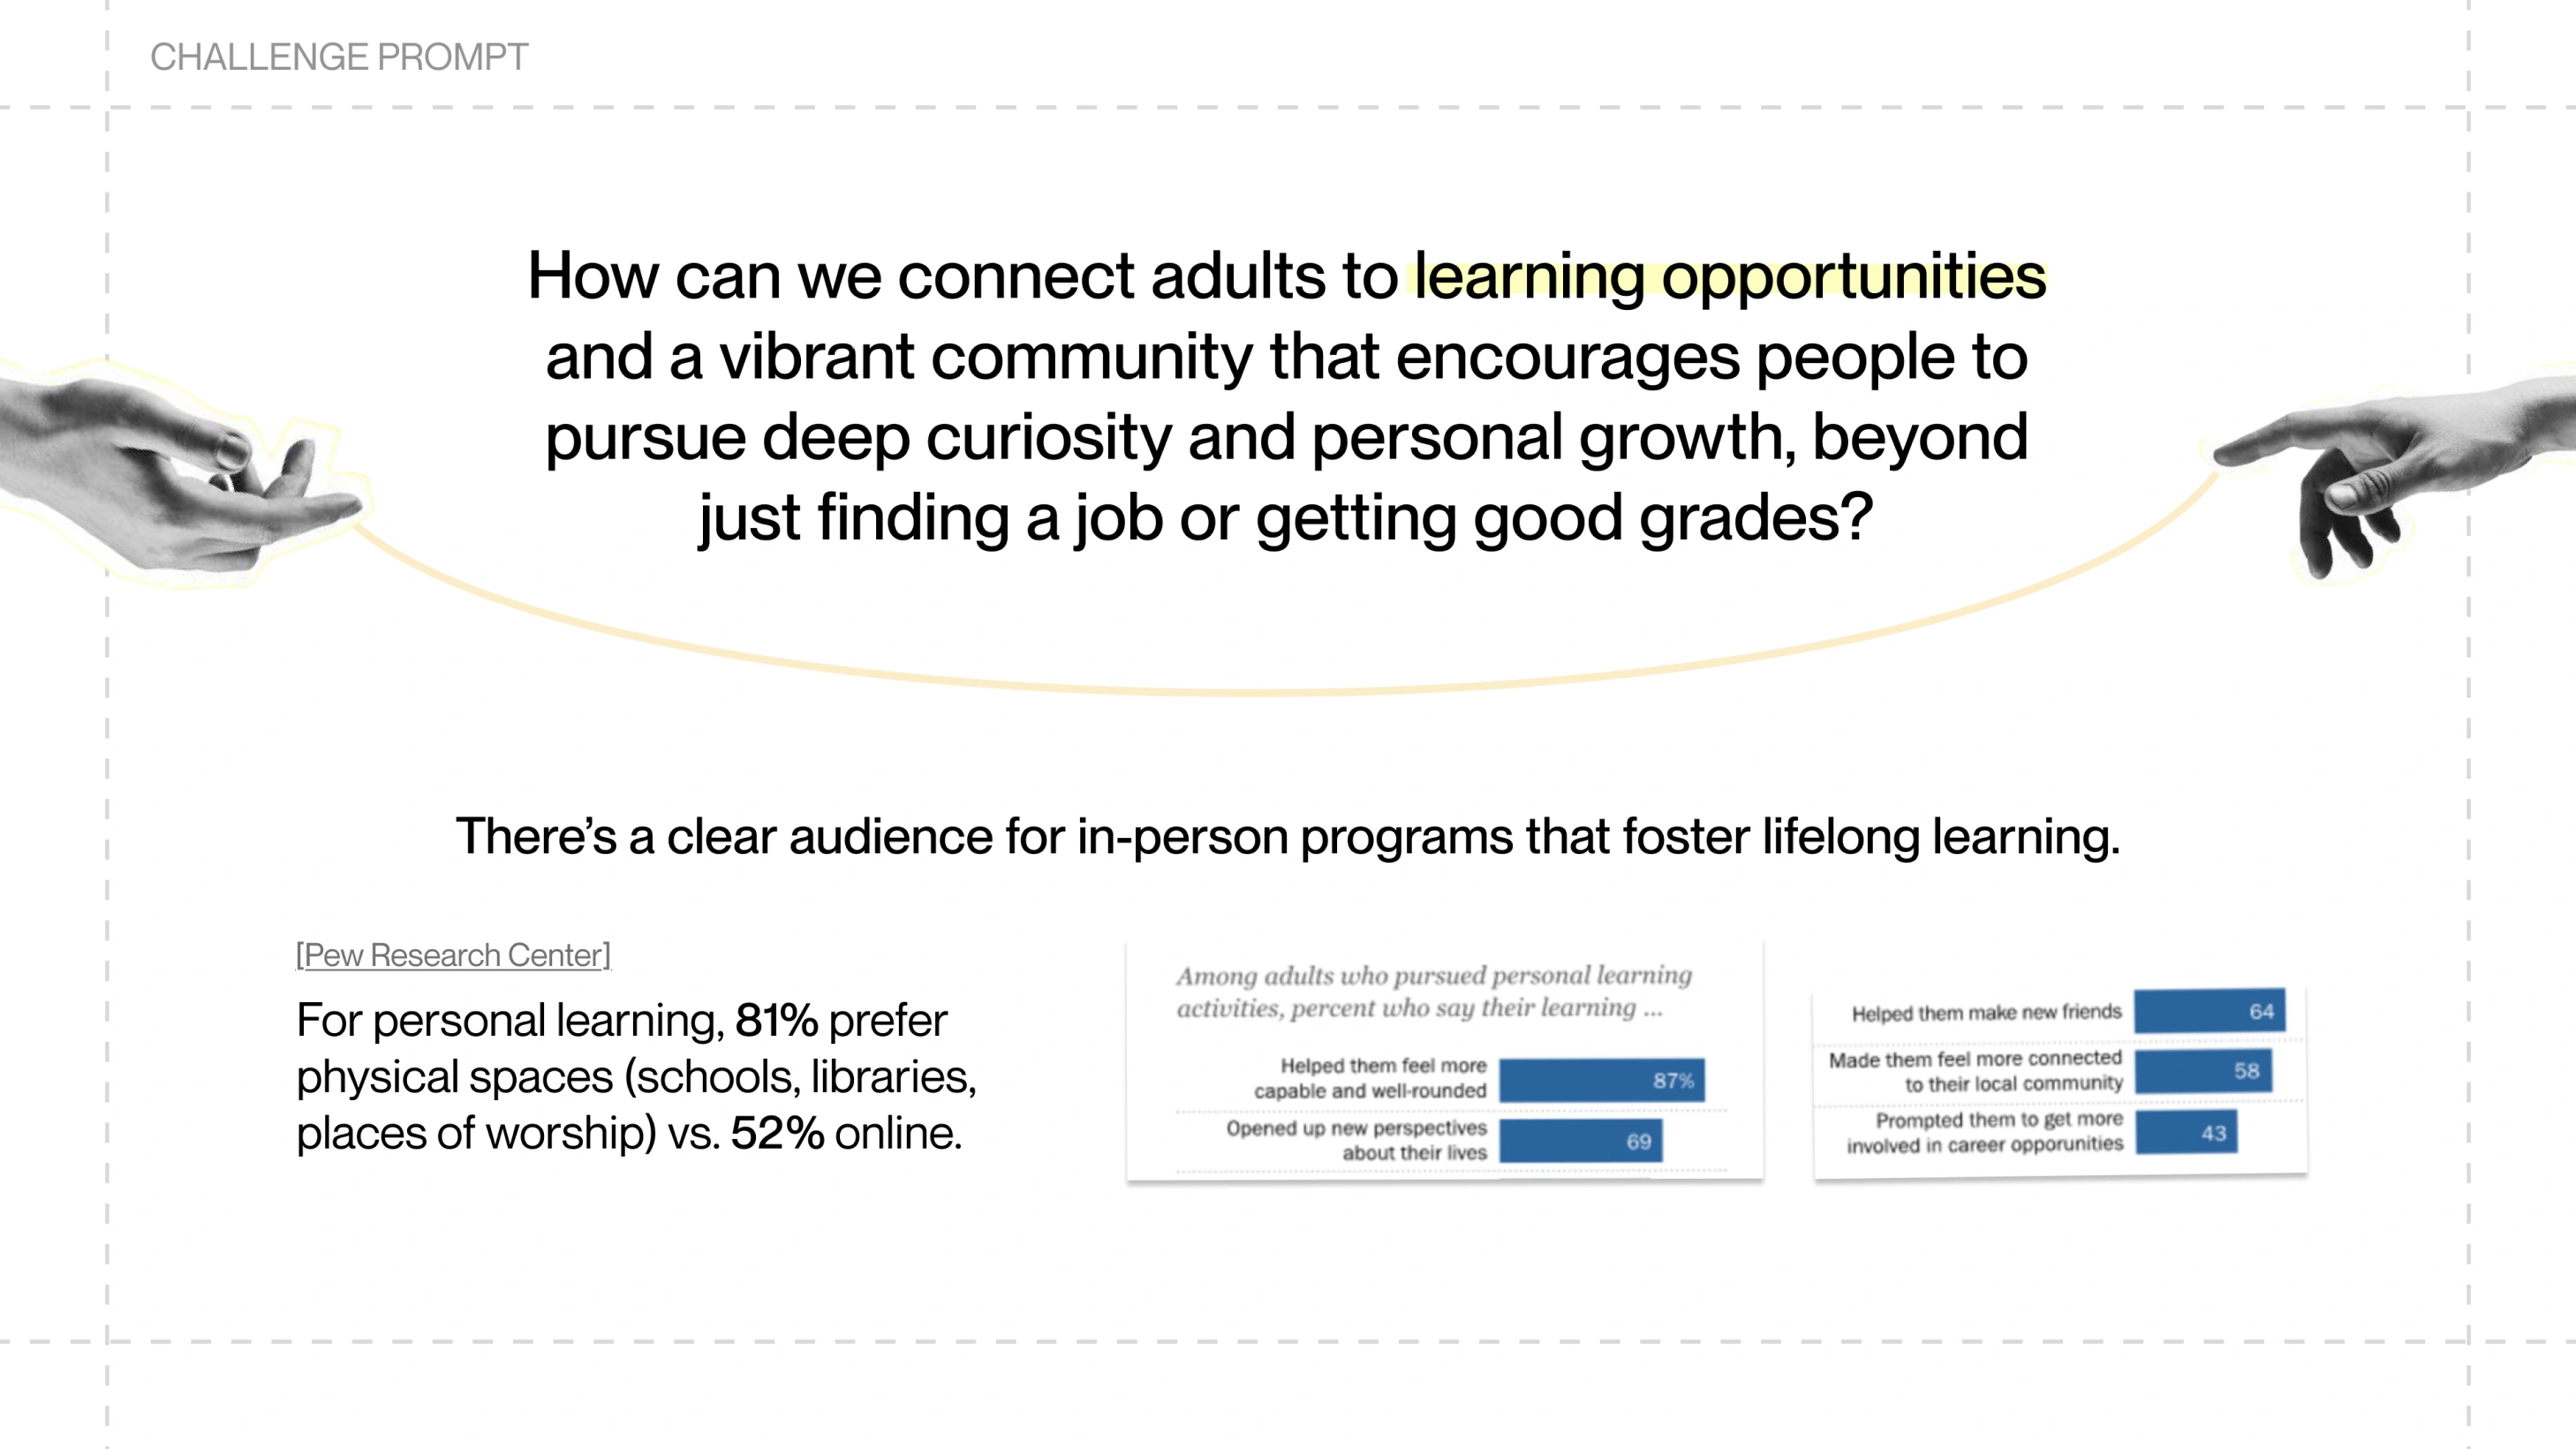 CHALLENGE PROMPT
How can we connect adults to learning opportunities
and a vibrant community that encourages people to
pursue deep curiosity and personal growth, beyond
just finding a job or getting good grades?
There’s a clear audience for in-person programs that foster lifelong learning.
[Pew Research Center]
For personal learning, 81% prefer
physical spaces (schools, libraries,
places of worship) vs. 52% online.
Among adults who pursued personal learning
activities, percent who say their learning ...
Helped them feel more
capable and well-rounded
87%
Opened up new perspectives
about their lives
69
Helped them make new friends
64
Made them feel more connected
to their local community
58
Prompted them to get more
involved in career opporunities
43